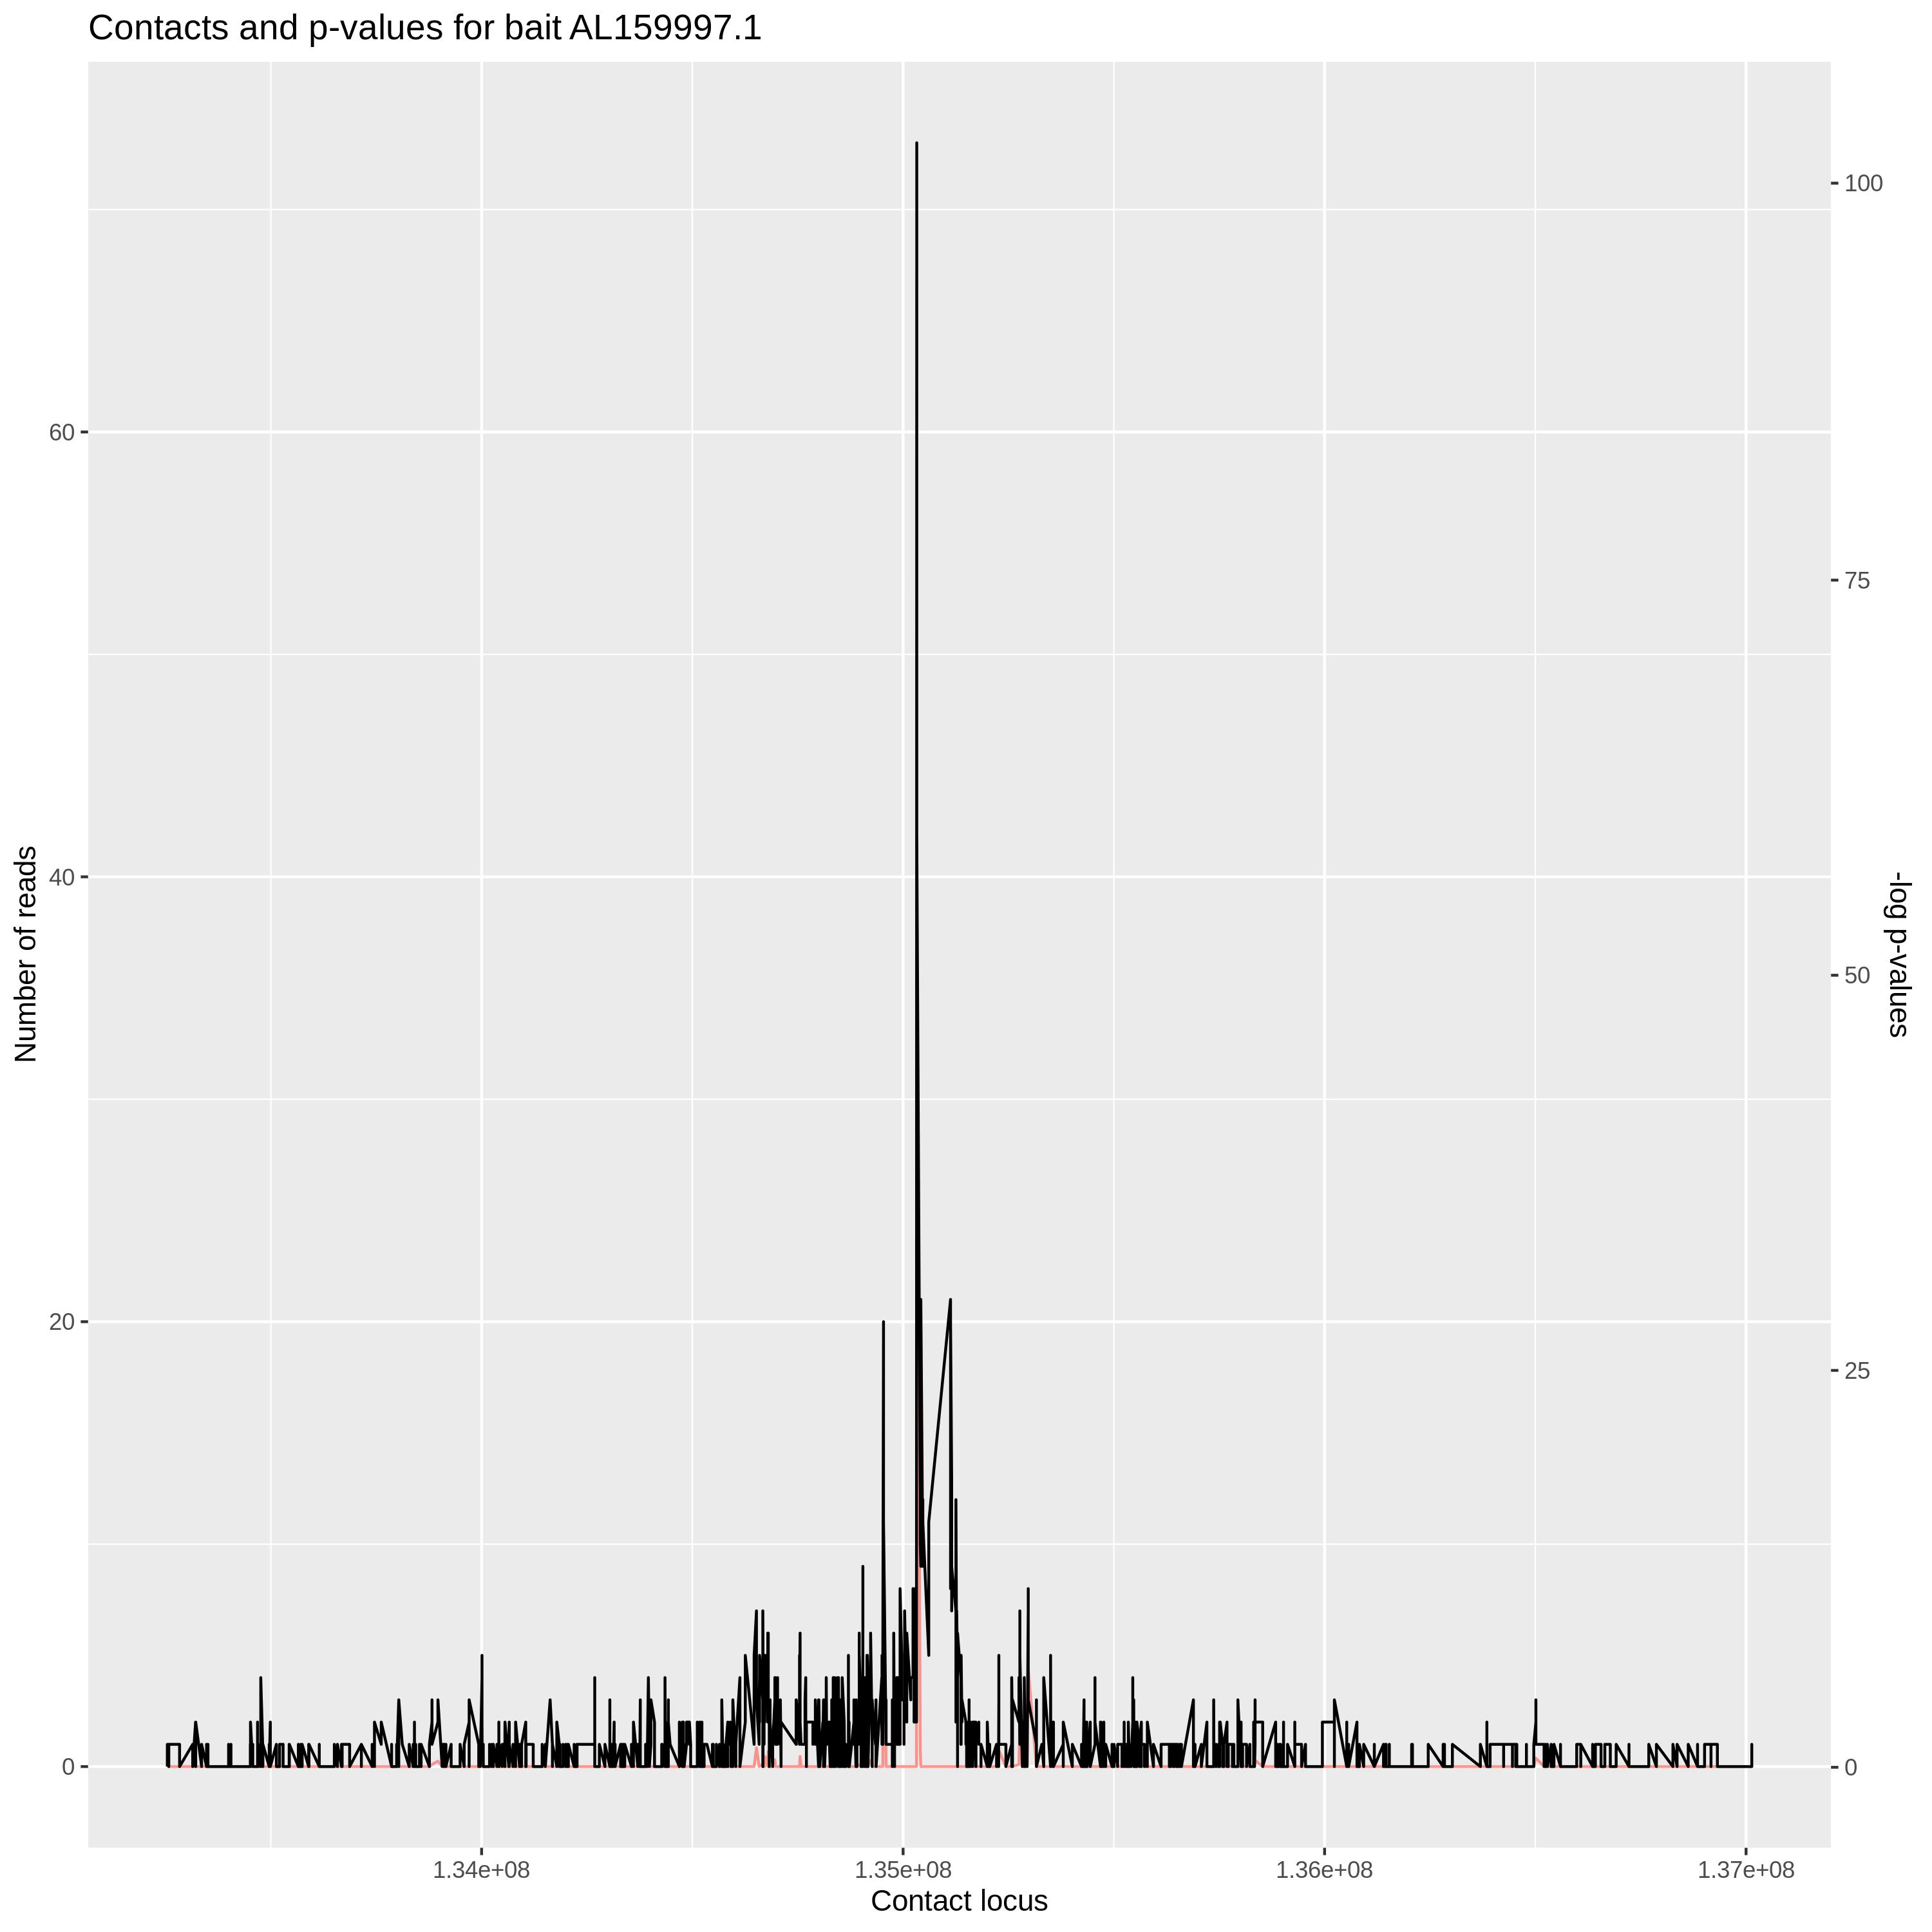 Contacts and p-values for bait AL159997.1
Number of reads
60
40
20
0
100
75
50
25
0
-log p-values
1.34e+08
1.35e+08
1.36e+08
1.37e+08
Contact locus